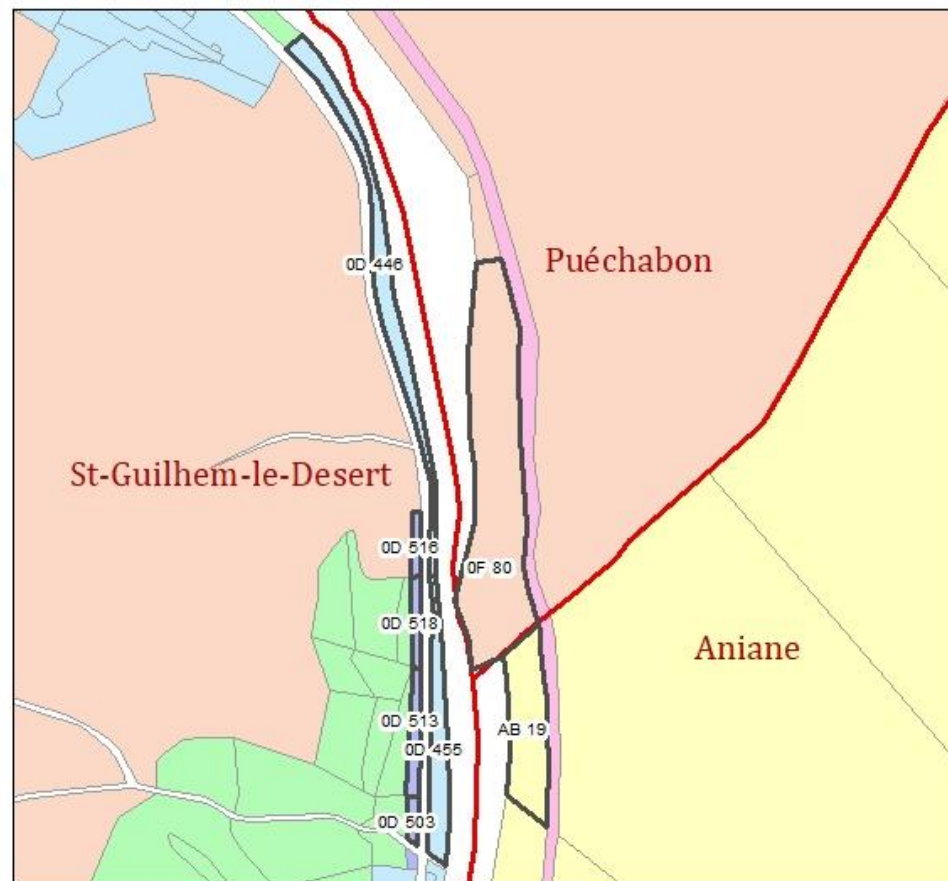 0D 446
Puéchabon
St-Guilhem-le-Desert
0D 516
0F 80
0D 518
Aniane
0D 513
AB 19
0D 455
0D 503